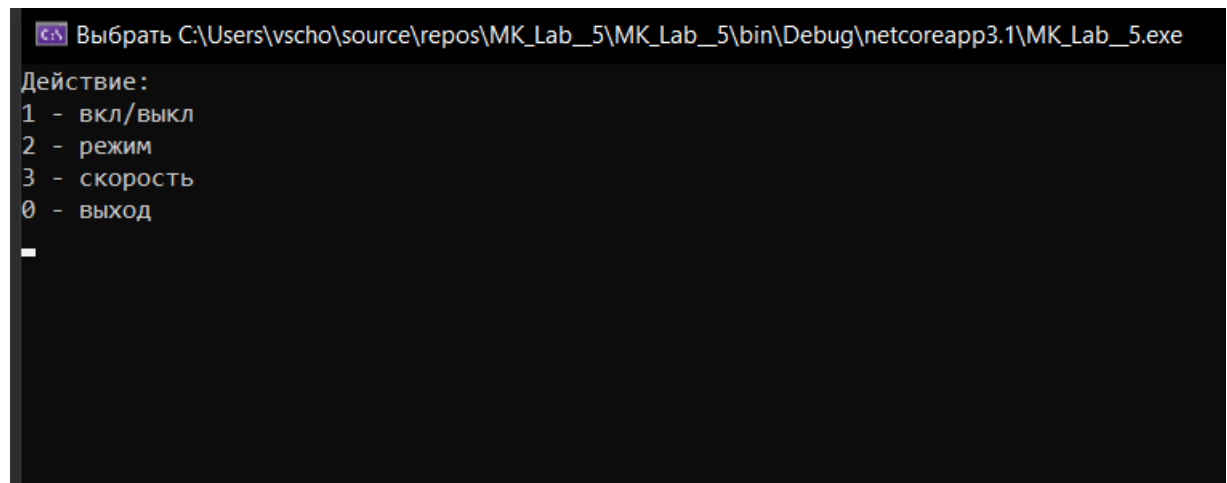 Выбрать C:\Users\vscho\source\repos\MK_Lab__5\MK_Lab__5\bin\Debug\netcoreapp3.1\MK_Lab__5.exe
Действие:
1 - вкл/выкл
2 - режим
3 - скорость
0 - выход